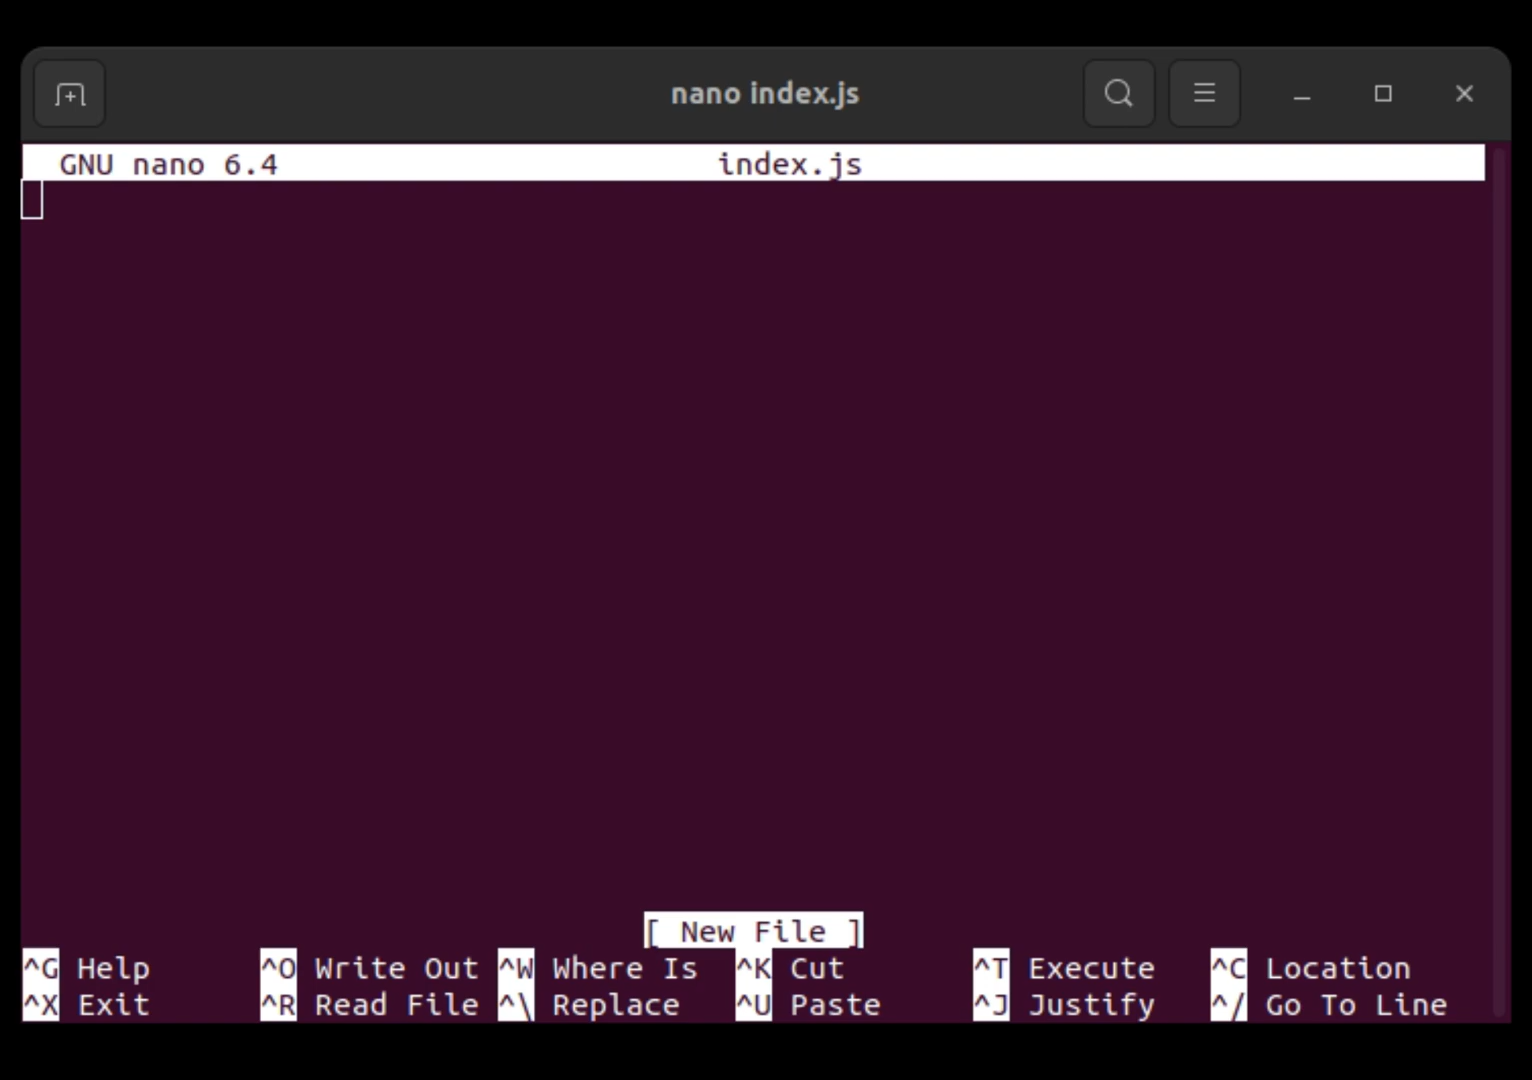 nano index.js
GNU nano 6.4 index.js
[ New File ]
^G Help ^O Write Out ^W Where Is ^K Cut ^T Execute ^C Location
^X Exit ^R Read File ^\ Replace ^U Paste ^J Justify ^/ Go To Line